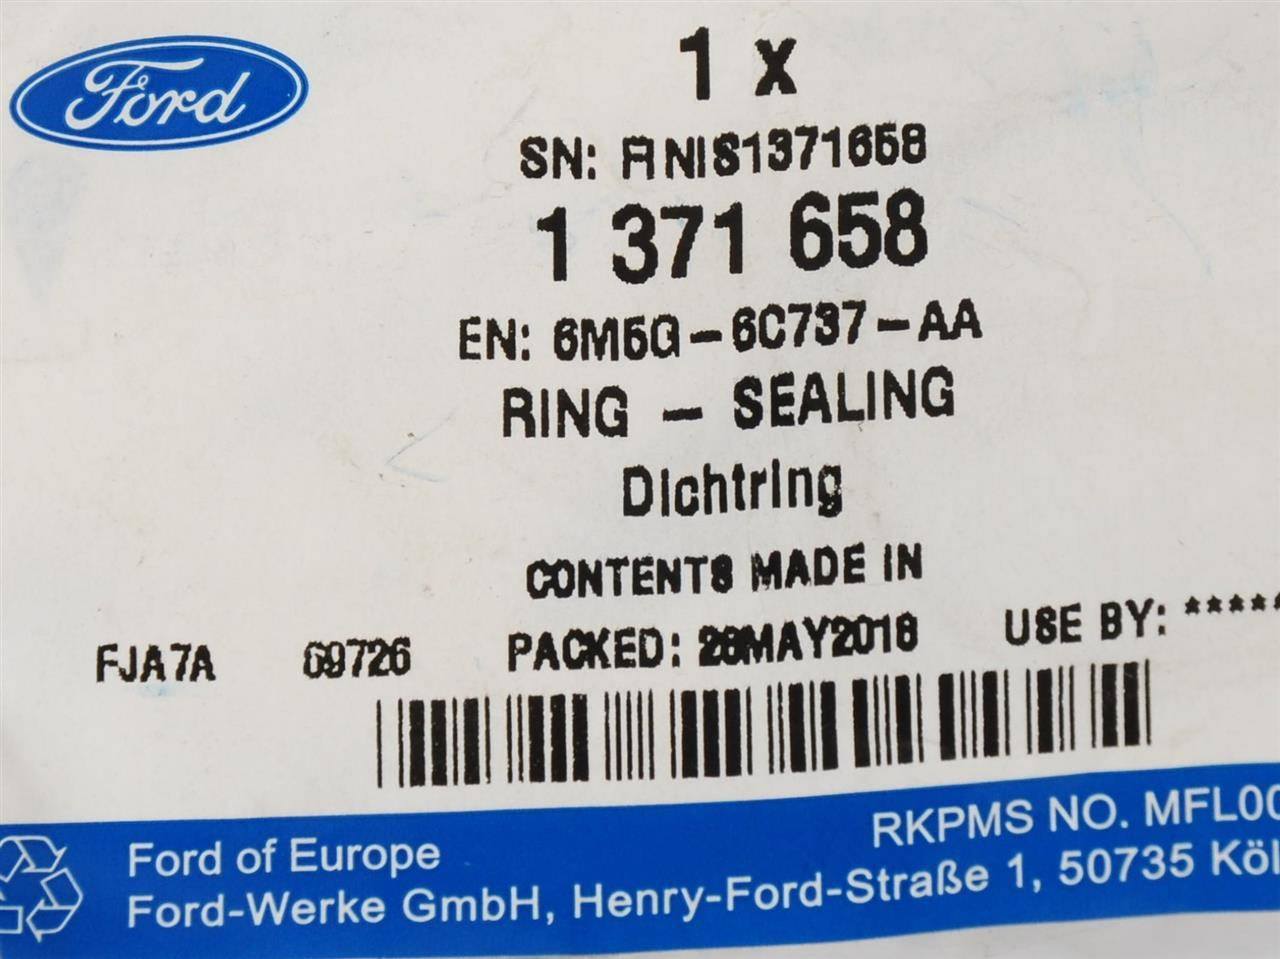 Ford
1 x
SN: FINIS1371658
1 371 658
EN: 6M5G-6C737-AA
RING - SEALING
Dichtring
CONTENTS MADE IN
FJA7A 69726 PACKED: 28MAY2018 USE BY: *****
RKPMS NO. MFL00
Ford of Europe
Ford-Werke GmbH, Henry-Ford-Straße 1, 50735 Köl